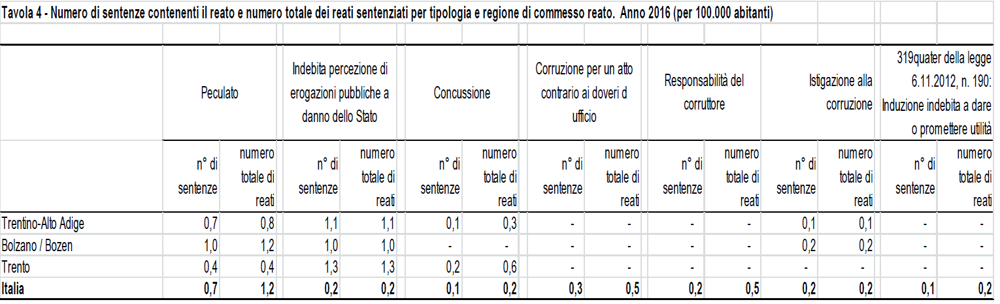 Tavola 4 - Numero di sentenze contenenti il reato e numero totale dei reati sentenziati per tipologia e regione di commesso reato.  Anno 2016 (per 100.000 abitanti)
Peculato
Indebita percezione di
erogazioni pubbliche a
danno dello Stato
Concussione
Corruzione per un atto
contrario ai doveri d
ufficio
Responsabilità del
corruttore
Istigazione alla
corruzione
319quater della legge
6.11.2012, n. 190:
Induzione indebita a dare
o promettere utilità
n° di
sentenze
numero
totale di
reati
n° di
sentenze
numero
totale di
reati
n° di
sentenze
numero
totale di
reati
n° di
sentenze
numero
totale di
reati
n° di
sentenze
numero
totale di
reati
n° di
sentenze
numero
totale di
reati
n° di
sentenze
numero
totale di
reati
Trentino-Alto Adige 0,7 0,8 1,1 1,1 0,1 0,3 - - - - 0,1 0,1 - -
Bolzano / Bozen 1,0 1,2 1,0 1,0 - - - - - - 0,2 0,2 - -
Trento 0,4 0,4 1,3 1,3 0,2 0,6 - - - - - - - -
Italia 0,7 1,2 0,2 0,2 0,1 0,2 0,3 0,5 0,2 0,5 0,2 0,2 0,1 0,2